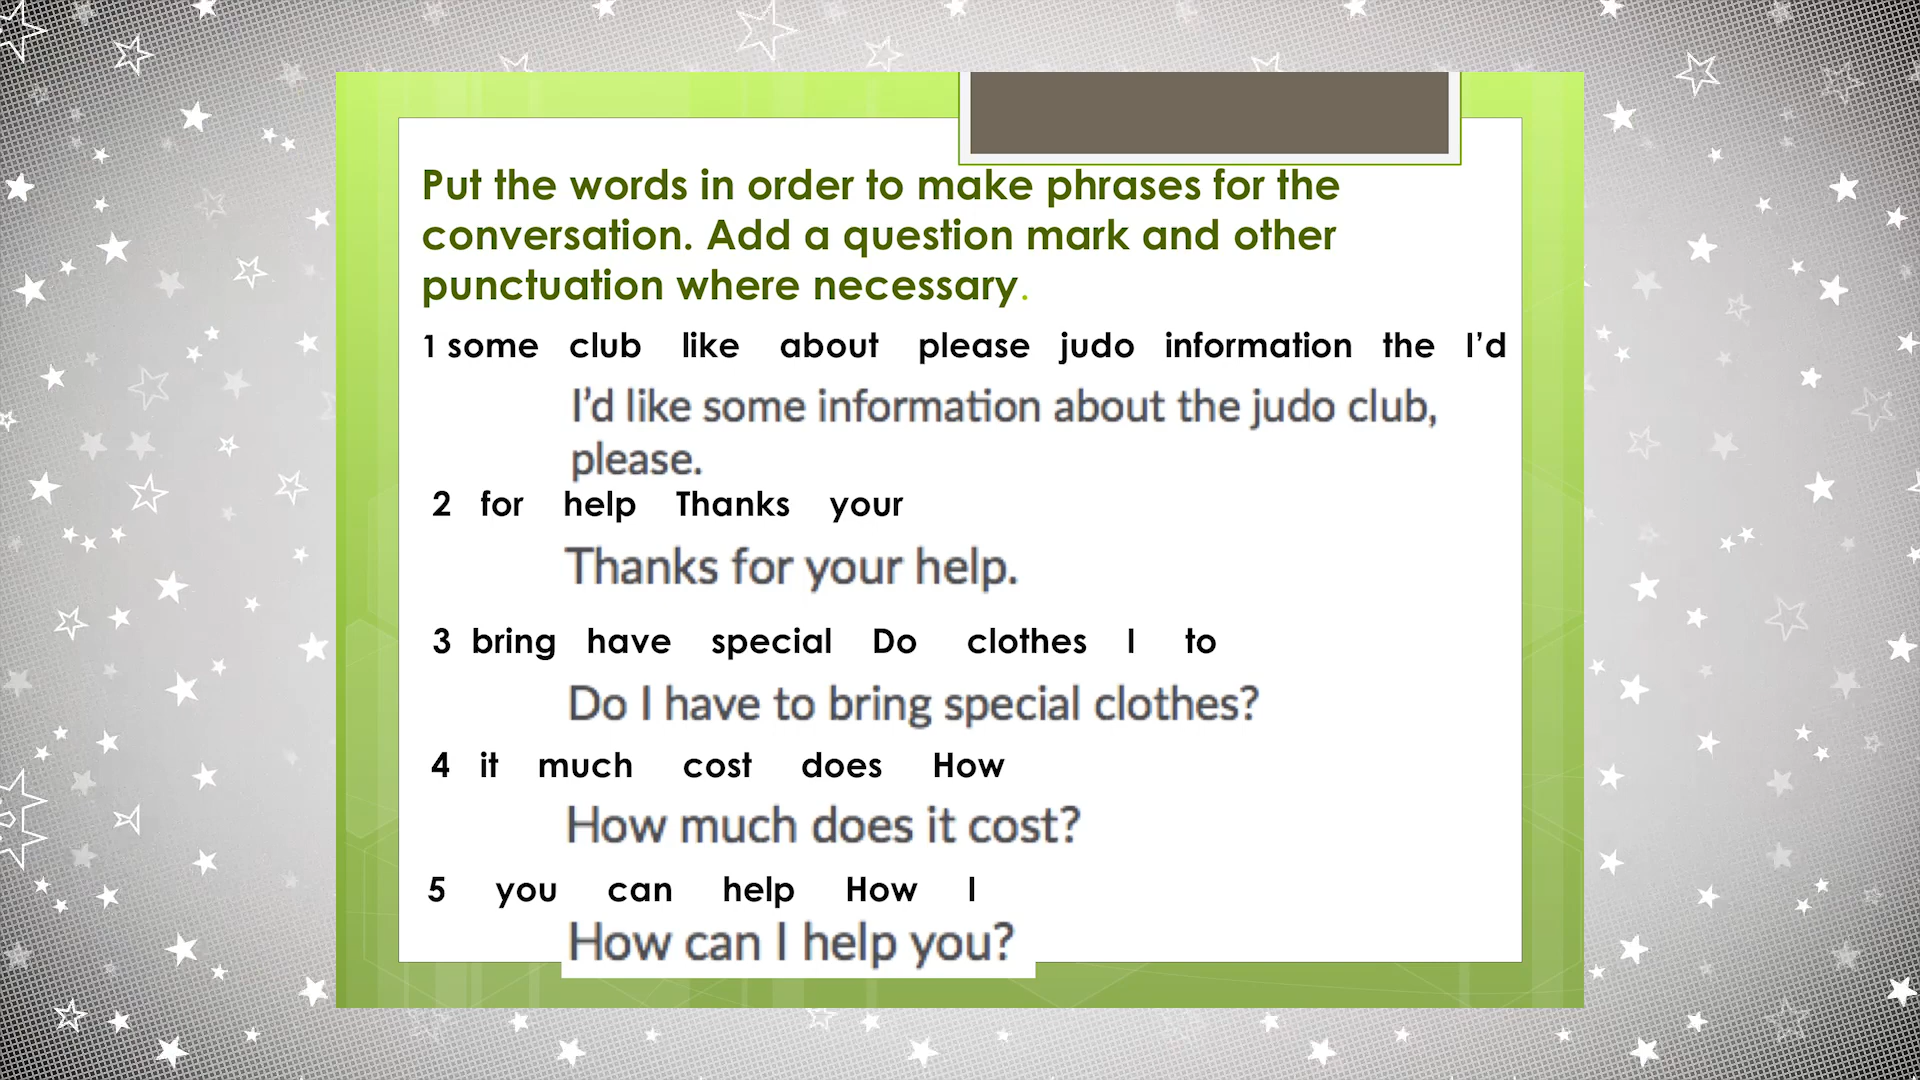 Put the words in order to make phrases for the
conversation. Add a question mark and other
punctuation where necessary.
1 some club like about please judo information the I’d
I’d like some information about the judo club,
please.
2 for help Thanks your
Thanks for your help.
3 bring have special Do clothes I to
Do I have to bring special clothes?
4 it much cost does How
How much does it cost?
5 you can help How I
How can I help you?